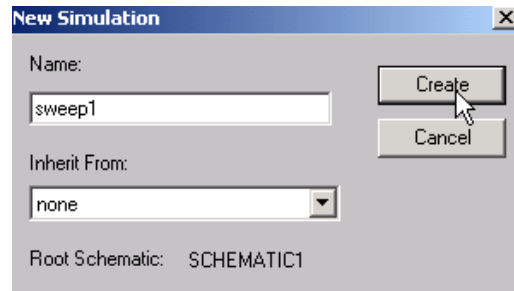 New Simulation
Name:
Create
sweep1
Cancel
Inherit From:
none
Root Schematic: SCHEMATIC1